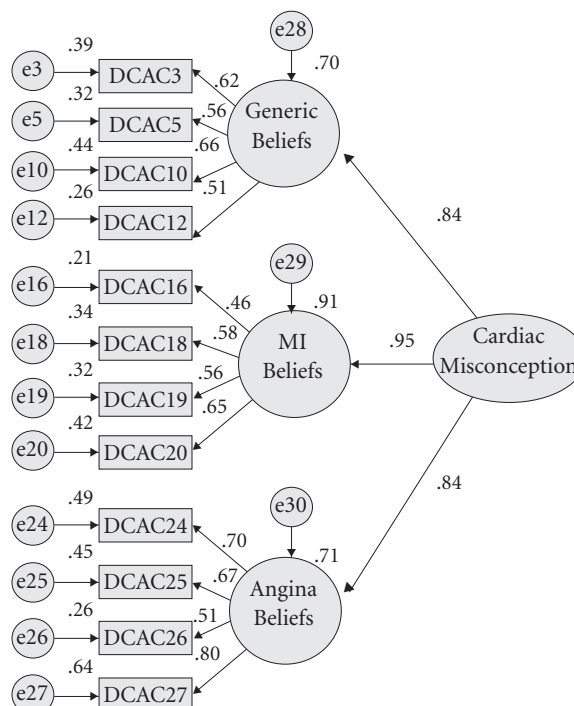 e28
.39
.70
e3
DCAC3
.62
.32
Generic
Beliefs
e5
DCAC5
.56
.44
.66
e10
DCAC10
.51
.26
e12
DCAC12
.84
e29
.21
.91
e16
DCAC16
.46
.34
MI
Beliefs
.95
Cardiac
Misconception
e18
DCAC18
.58
.32
.56
e19
DCAC19
.65
.42
e20
DCAC20
.84
.49
e30
e24
DCAC24
.70
.71
.45
.67
Angina
Beliefs
e25
DCAC25
.26
.51
e26
DCAC26
.80
.64
e27
DCAC27